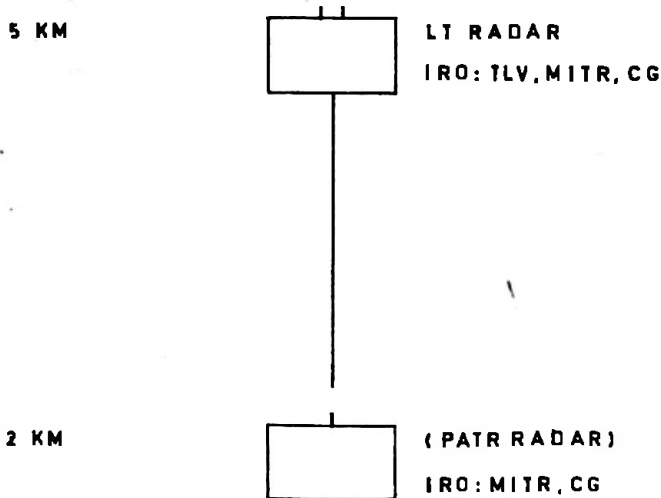 5 KM
LT RADAR
IRO: TLV, MITR, CG
2 KM
(PATR RADAR)
IRO: MITR, CG